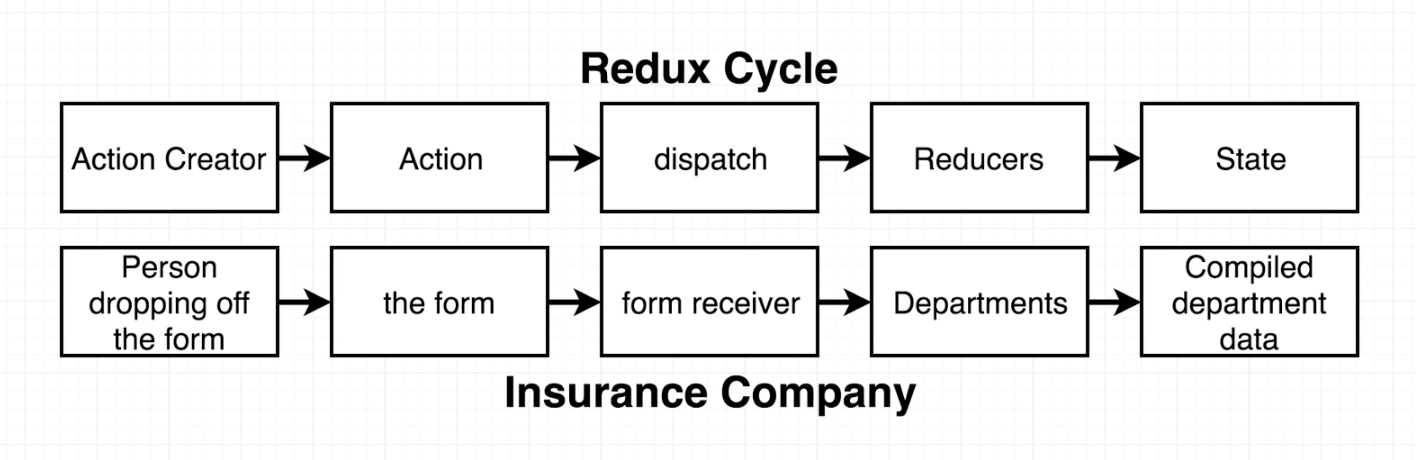 Redux Cycle
Action Creator
Action
dispatch
Reducers
State
Person
dropping off
the form
the form
form receiver
Departments
Compiled
department
data
Insurance Company